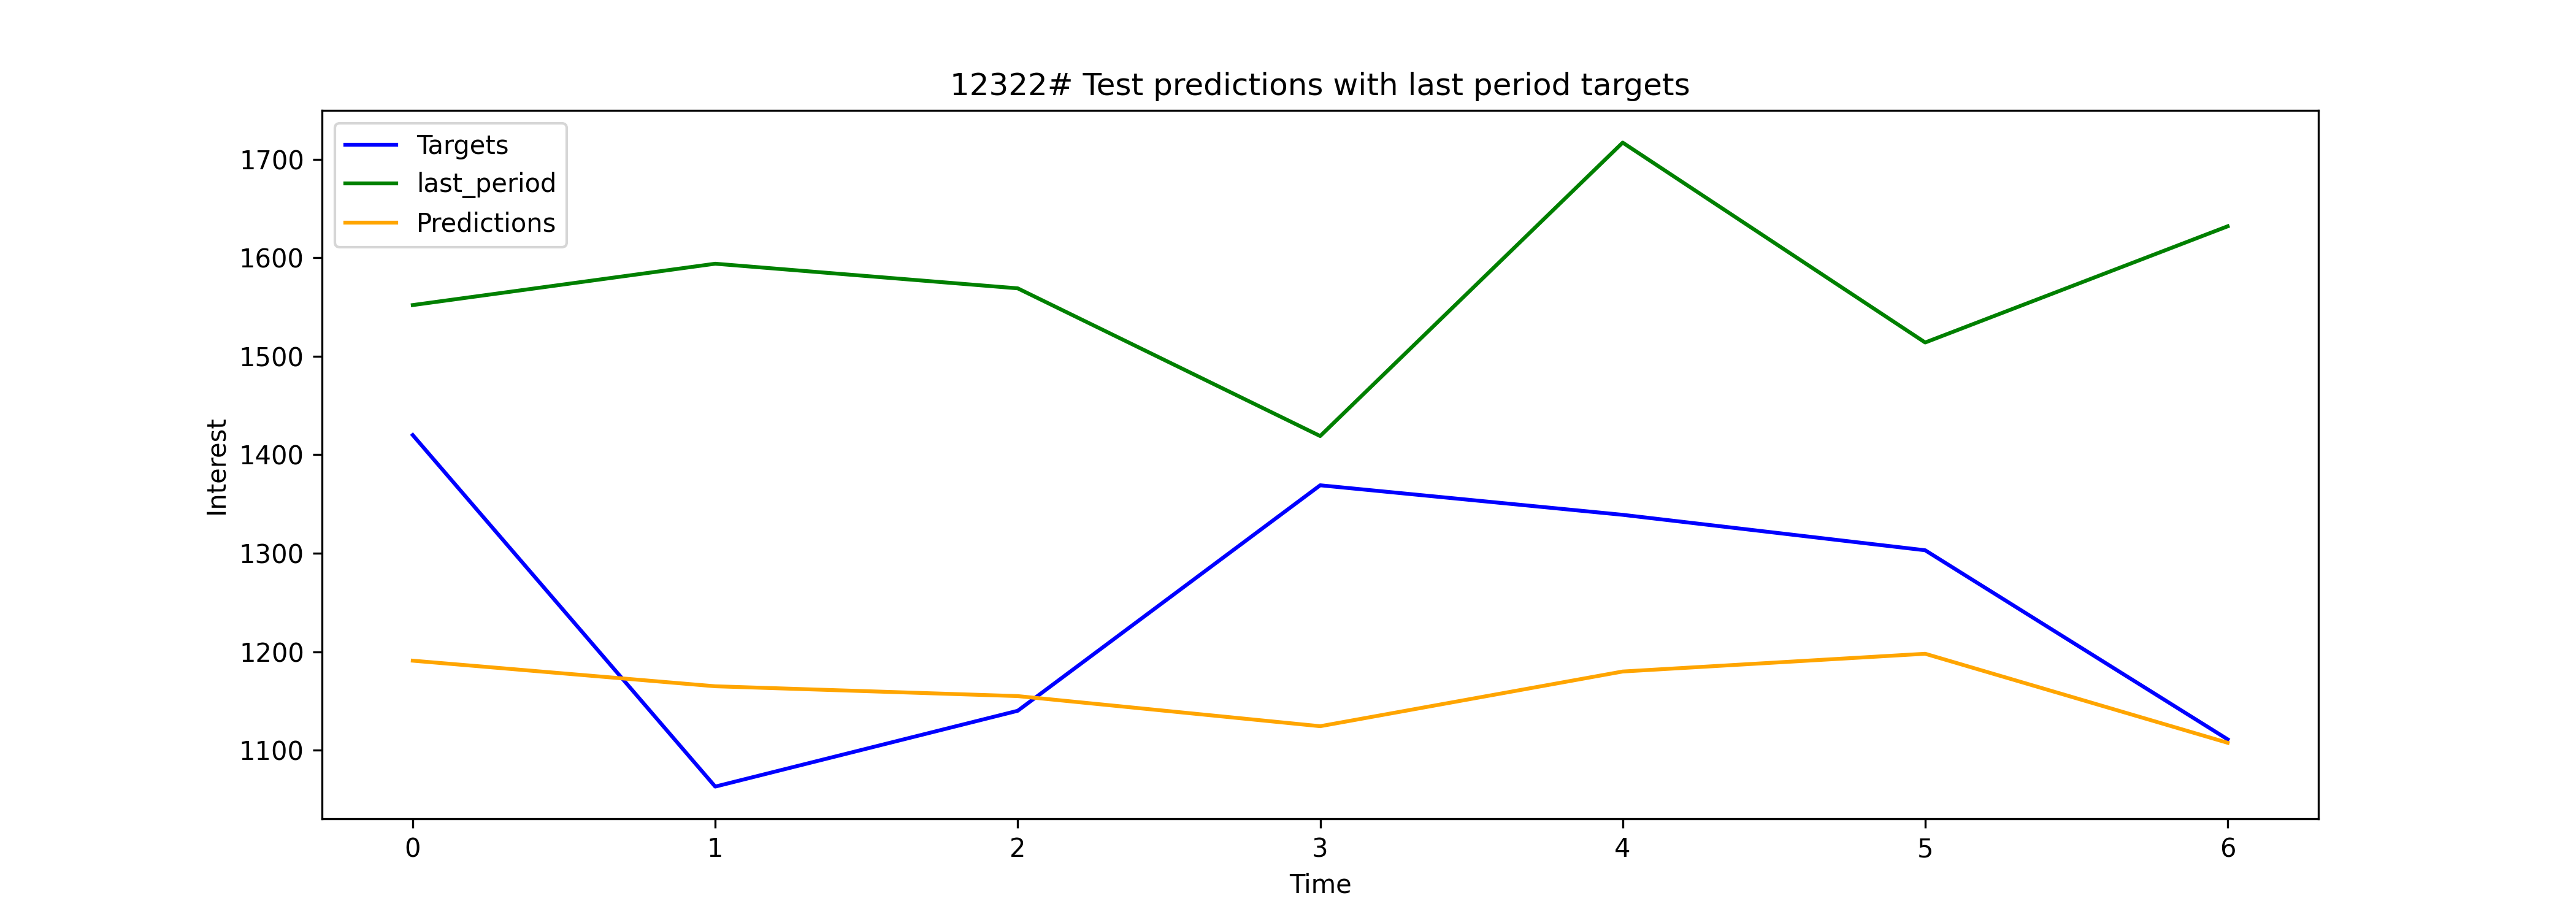 12322# Test predictions with last period targets
Targets
last_period
Predictions
1700
1600
1500
1400
1300
1200
1100
Interest
0 1 2 3 4 5 6
Time